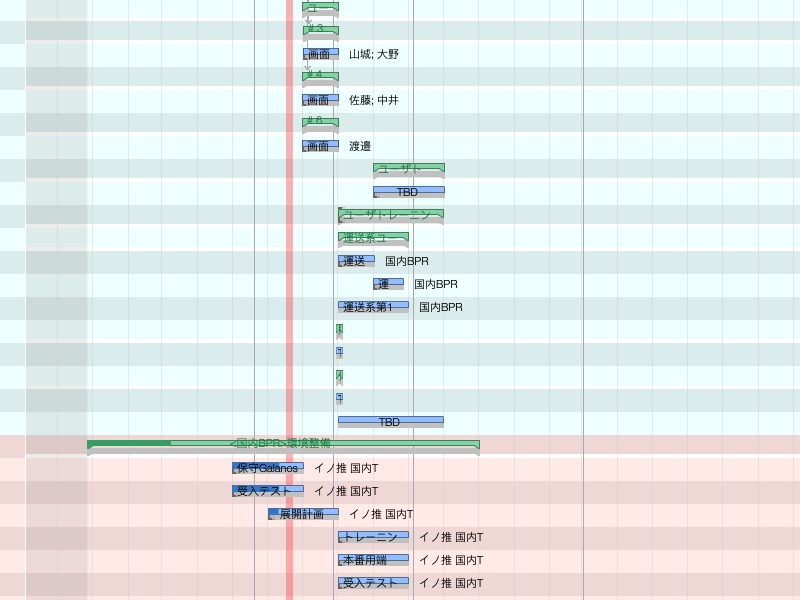 ユー
# 3
画面 山城; 大野
# 4
画面 佐藤; 中井
# 6
画面 渡邉
ユーザト
TBD
ユーザトレーニン
運送系ユー
運送 国内BPR
運 国内BPR
運送系第1 国内BPR
TBD
<国内BPR>環境整備
保守Galanos イノ推 国内T
受入テスト イノ推 国内T
展開計画 イノ推 国内T
トレーニン イノ推 国内T
本番用端 イノ推 国内T
受入テスト イノ推 国内T